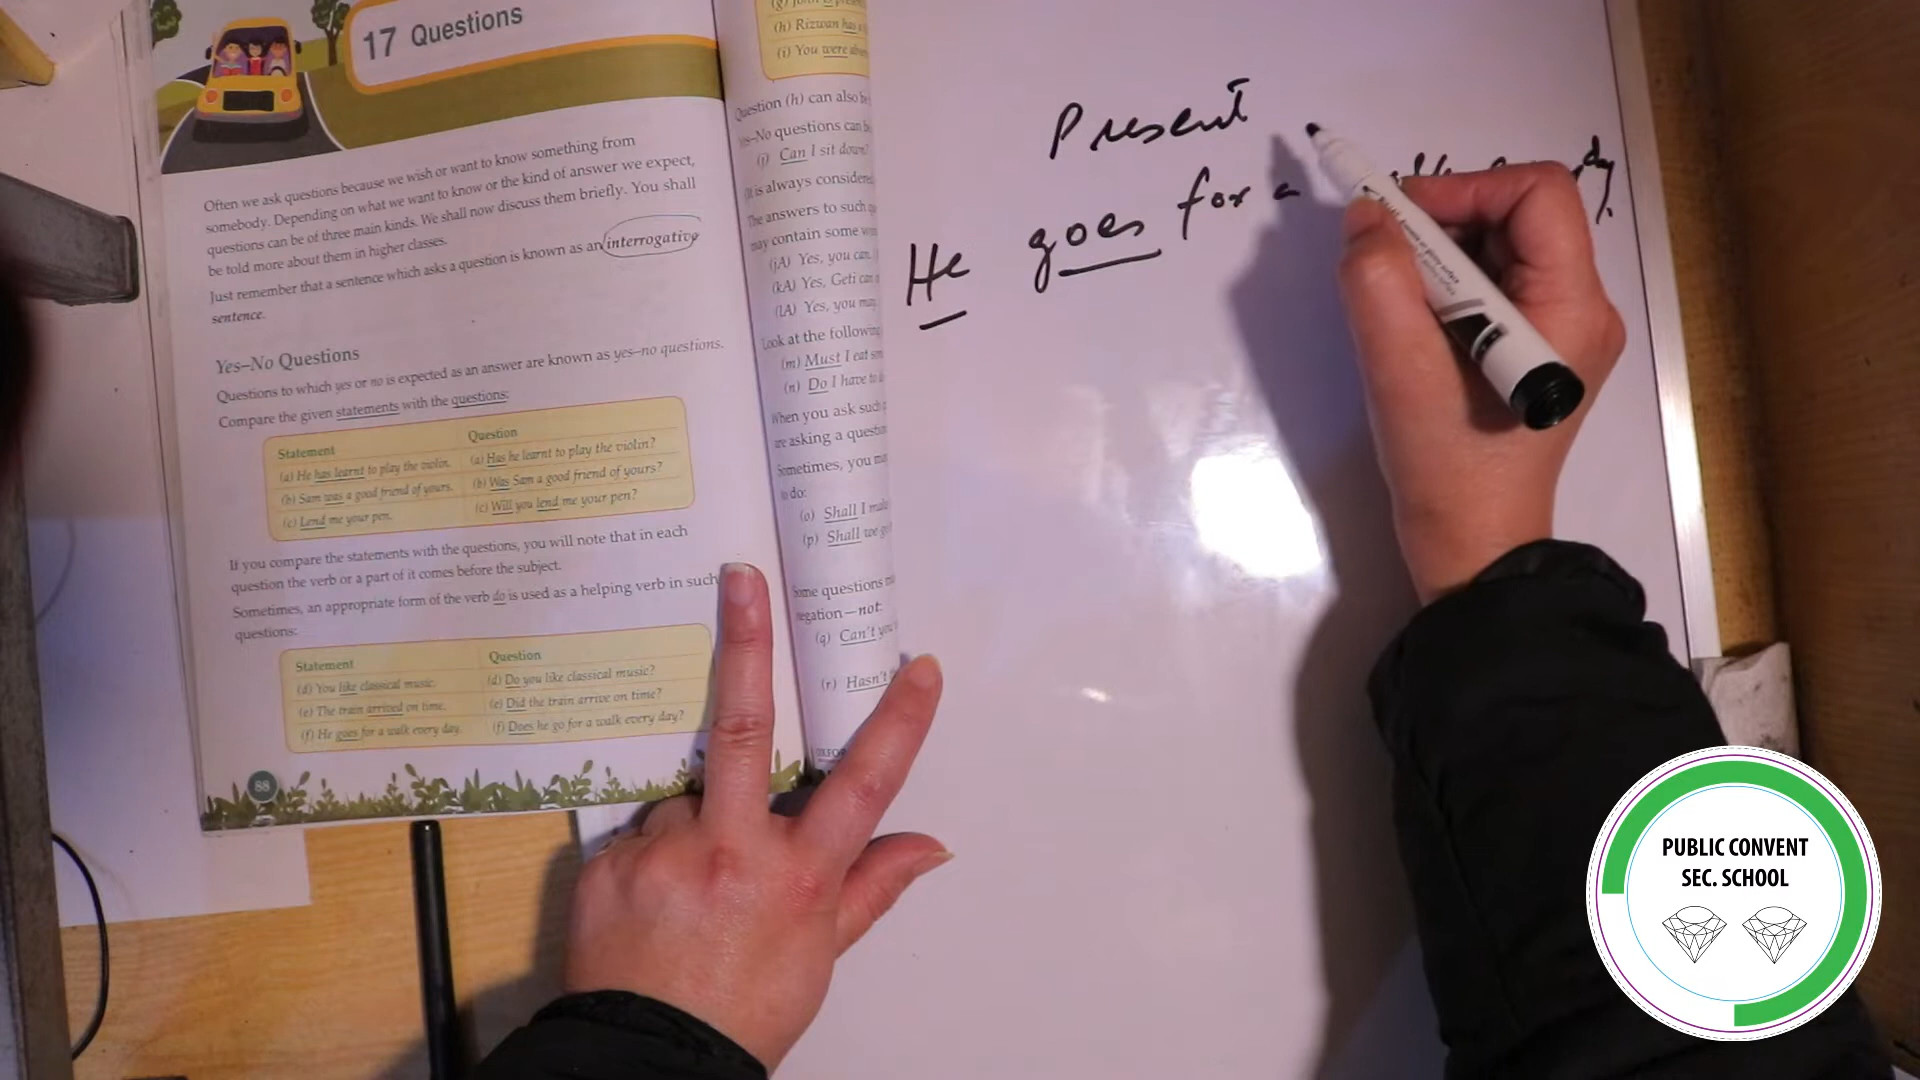 17 Questions
Often we ask questions because we wish or want to know something from
somebody. Depending on what we want to know or the kind of answer we expect,
questions can be of three main kinds. We shall now discuss them briefly. You shall
be told more about them in higher classes.
Just remember that a sentence which asks a question is known as an interrogative
sentence.
Yes–No Questions
Questions to which yes or no is expected as an answer are known as yes–no questions.
Compare the given statements with the questions:
Statement Question
(a) He has learnt to play the violin. (a) Has he learnt to play the violin?
(b) Sam was a good friend of yours. (b) Was Sam a good friend of yours?
(c) Lend me your pen. (c) Will you lend me your pen?
If you compare the statements with the questions, you will note that in each
question the verb or a part of it comes before the subject.
Sometimes, an appropriate form of the verb do is used as a helping verb in such
questions:
Statement Question
(d) You like classical music. (d) Do you like classical music?
(e) The train arrived on time. (e) Did the train arrive on time?
(f) He goes for a walk every day. (f) Does he go for a walk every day?
88
(h) Rizwan has a
(i) You were
Question (h) can also
Yes–No questions can
(j) Can I sit down?
It is always
The answers to such
may contain some
(jA) Yes, you can.
(kA) Yes, Geti can
(lA) Yes, you may
Look at the following
(m) Must I eat
(n) Do I have to
When you ask such
are asking a
Sometimes, you
to do:
(o) Shall I
(p) Shall we
Some questions
negation—not:
(q) Can't you
(r) Hasn't
Present
He goes for a day.
PUBLIC CONVENT
SEC. SCHOOL